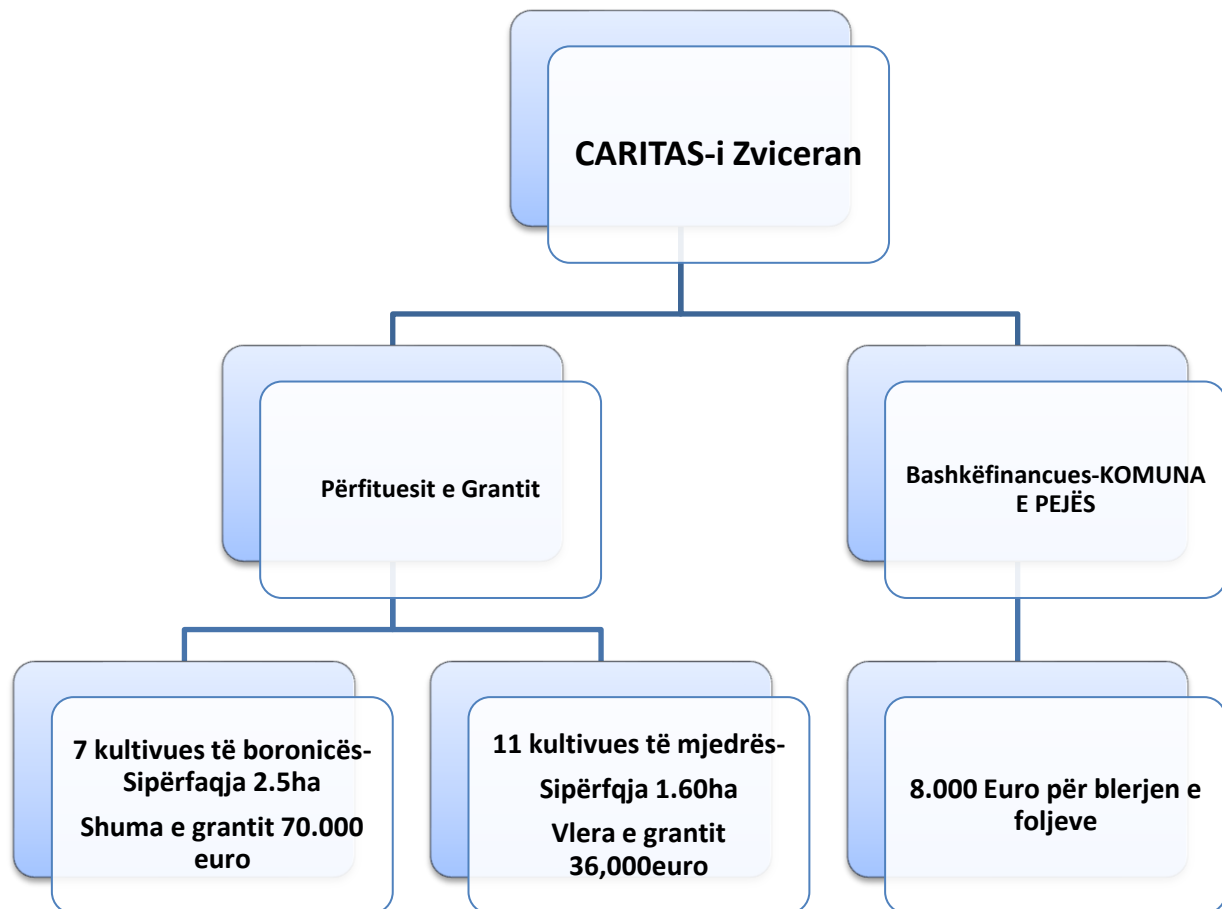 CARITAS-i Zviceran
Përfituesit e Grantit
Bashkëfinancues-KOMUNA
E PEJËS
7 kultivues të boronicës-
Sipërfaqja 2.5ha
Shuma e grantit 70.000
euro
11 kultivues të mjedrës-
Sipërfqja 1.60ha
Vlera e grantit
36,000euro
8.000 Euro për blerjen e
foljeve